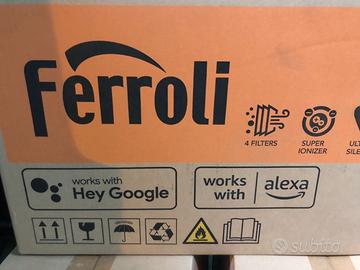 Ferroli
4 FILTERS
SUPER
IONIZER
works with
Hey Google
works
with
alexa
subito